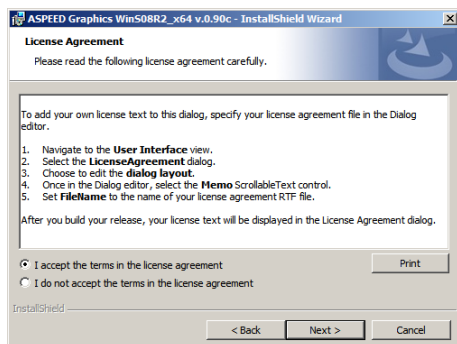 ASPEED Graphics WinS08R2_x64 v.0.90c - InstallShield Wizard
License Agreement
Please read the following license agreement carefully.
To add your own license text to this dialog, specify your license agreement file in the Dialog
editor.
1. Navigate to the User Interface view.
2. Select the LicenseAgreement dialog.
3. Choose to edit the dialog layout.
4. Once in the Dialog editor, select the Memo ScrollableText control.
5. Set FileName to the name of your license agreement RTF file.
After you build your release, your license text will be displayed in the License Agreement dialog.
I accept the terms in the license agreement
Print
I do not accept the terms in the license agreement
InstallShield
< Back Next > Cancel